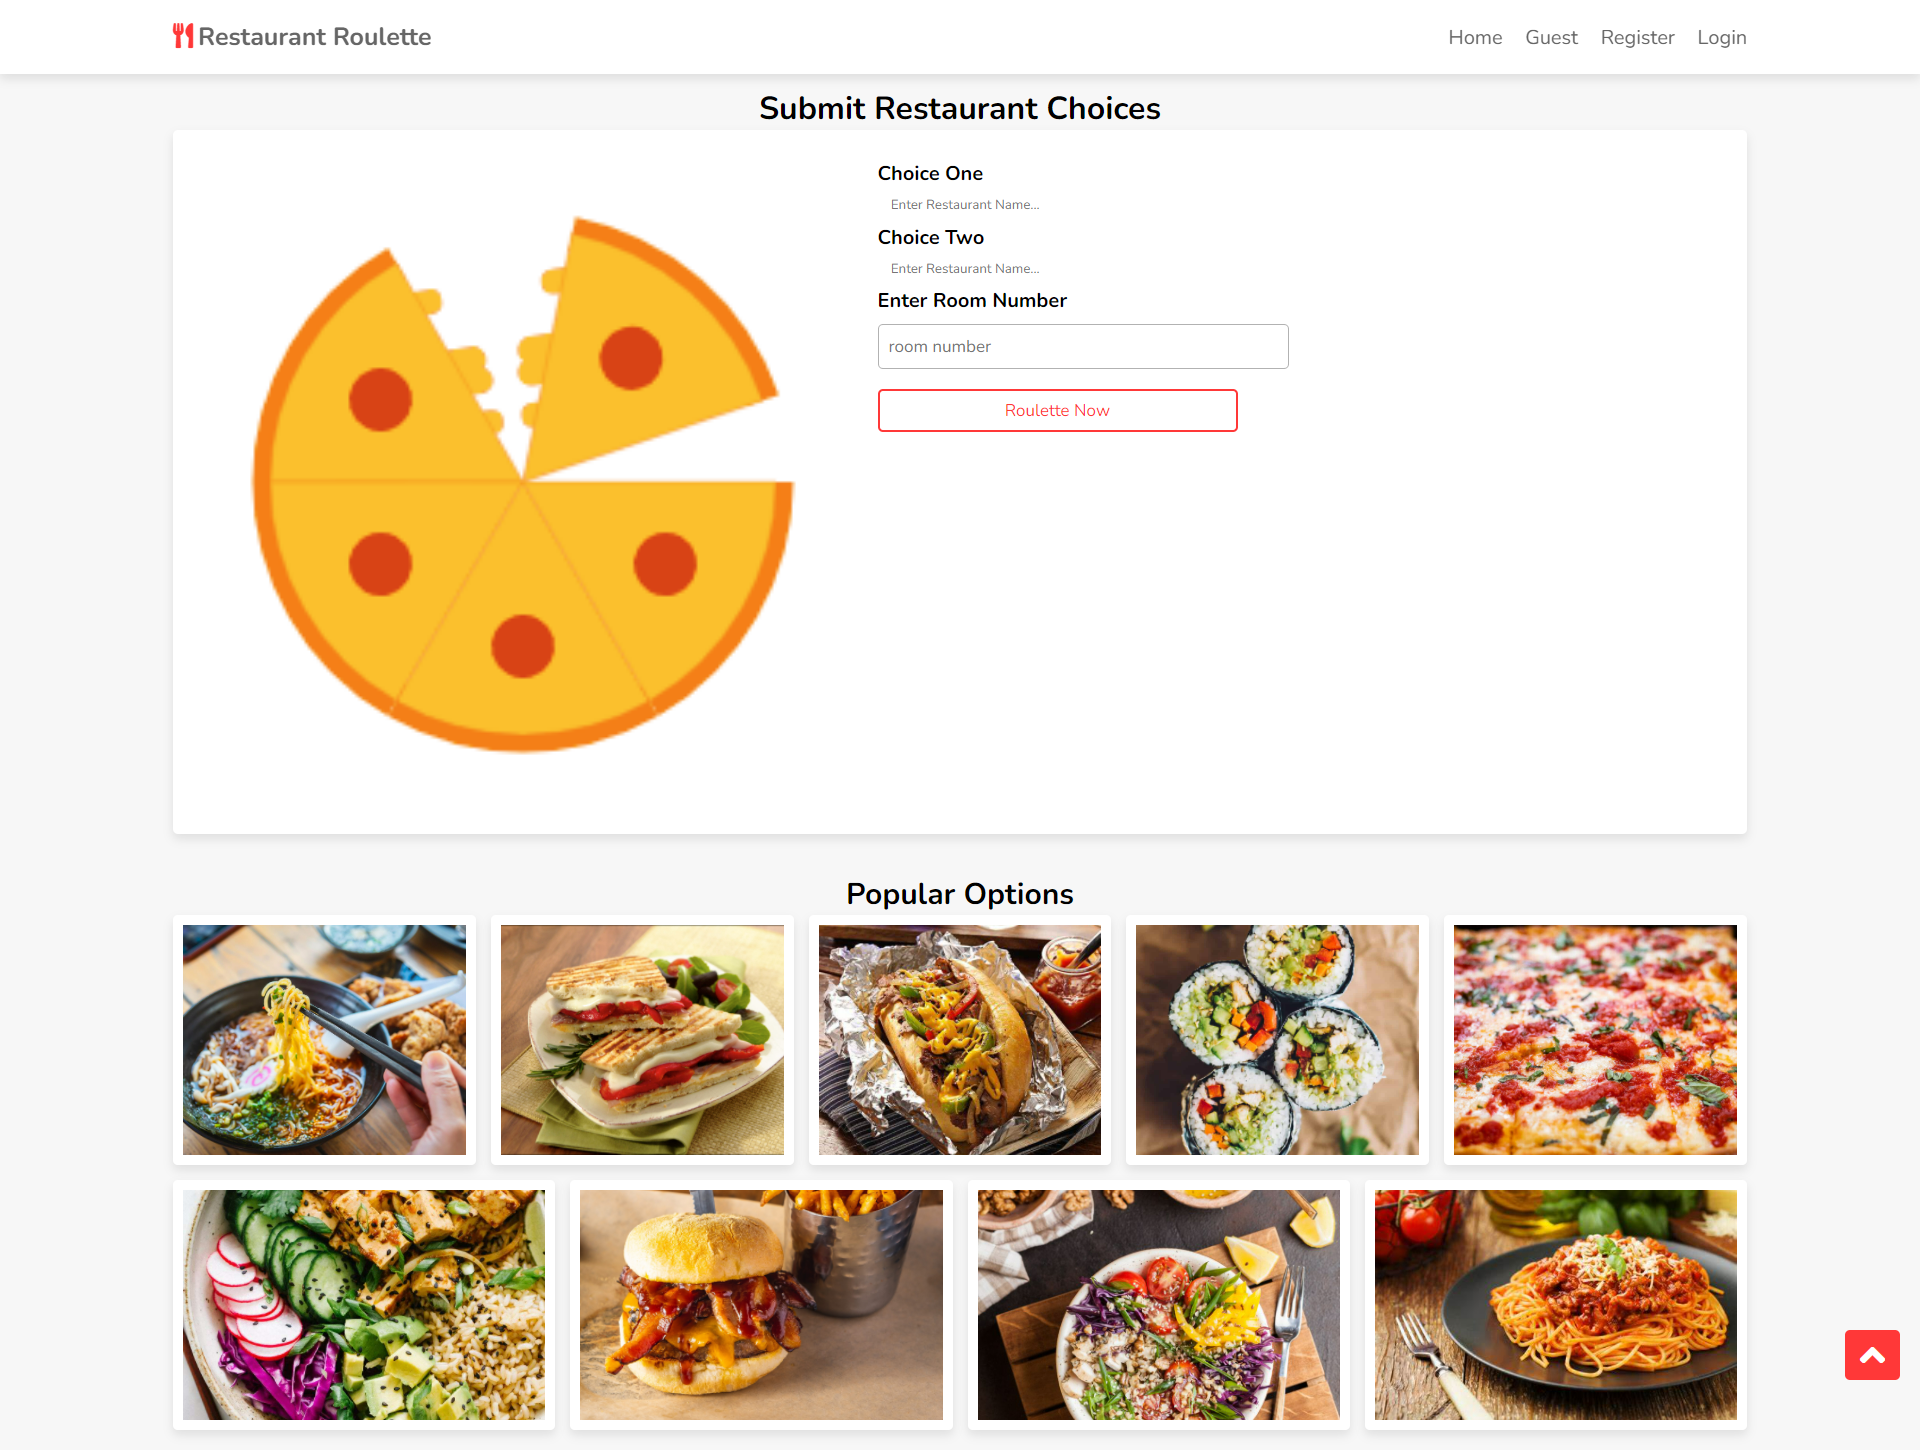 Restaurant Roulette
Home Guest Register Login
Submit Restaurant Choices
Choice One
Enter Restaurant Name...
Choice Two
Enter Restaurant Name...
Enter Room Number
room number
Roulette Now
Popular Options